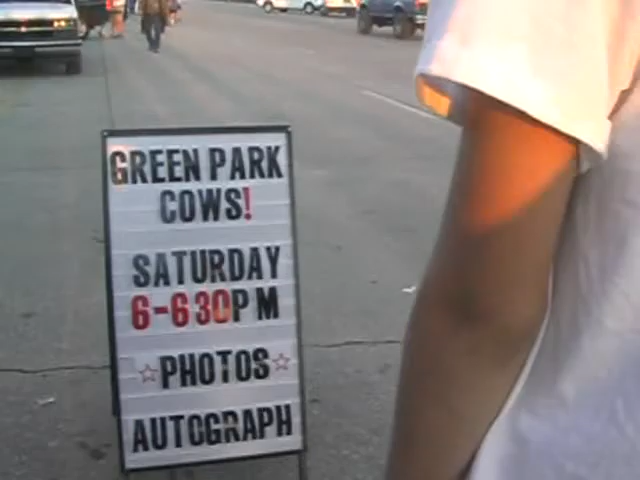 GREEN PARK
COWS!
SATURDAY
6-630PM
☆PHOTOS☆
AUTOGRAPH